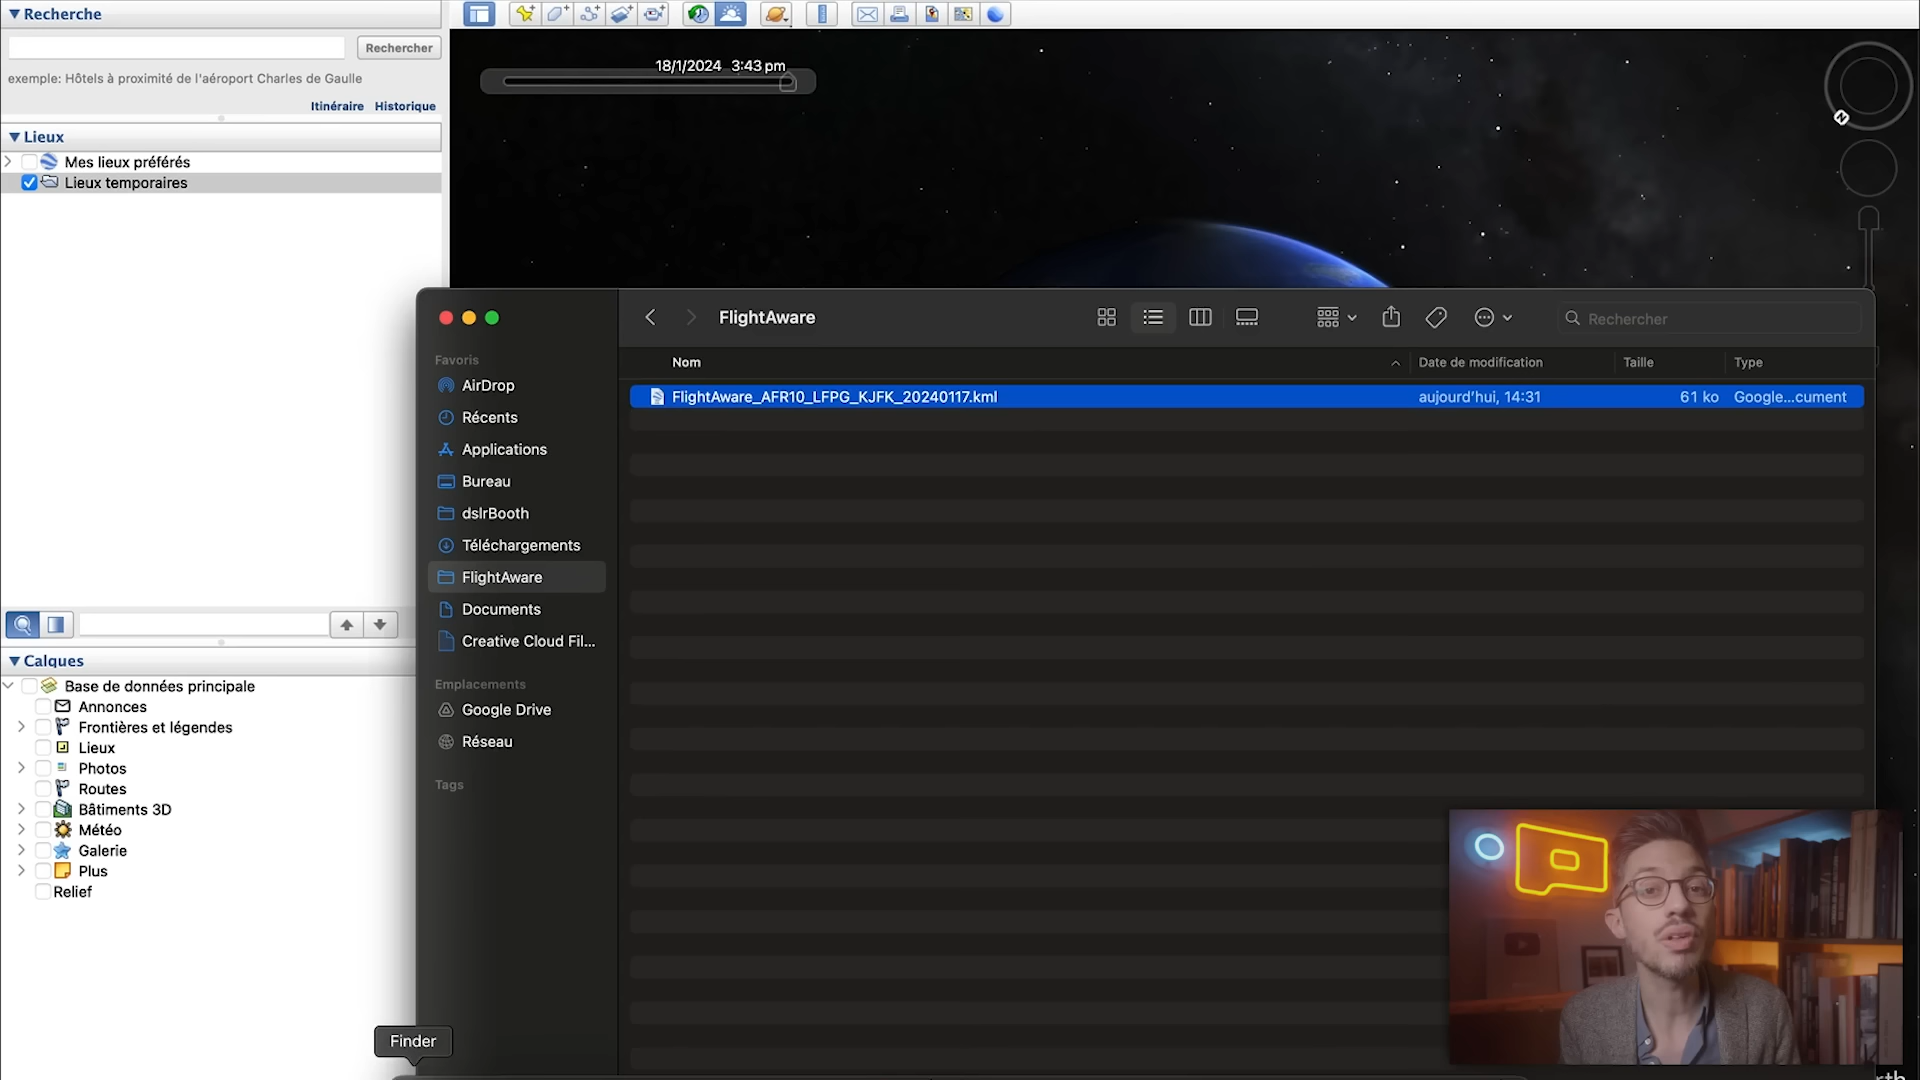 Recherche
Rechercher
exemple: Hôtels à proximité de l'aéroport Charles de Gaulle
Itinéraire Historique
Lieux
Mes lieux préférés
Lieux temporaires
18/1/2024 3:43 pm
N
FlightAware
Rechercher
Favoris
AirDrop
Récents
Applications
Bureau
dslrBooth
Téléchargements
FlightAware
Documents
Creative Cloud Fil...
Emplacements
Google Drive
Réseau
Tags
Nom Date de modification Taille Type
FlightAware_AFR10_LFPG_KJFK_20240117.kml aujourd'hui, 14:31 61 ko Google...cument
Calques
Base de données principale
Annonces
Frontières et légendes
Lieux
Photos
Routes
Bâtiments 3D
Météo
Galerie
Plus
Relief
Finder